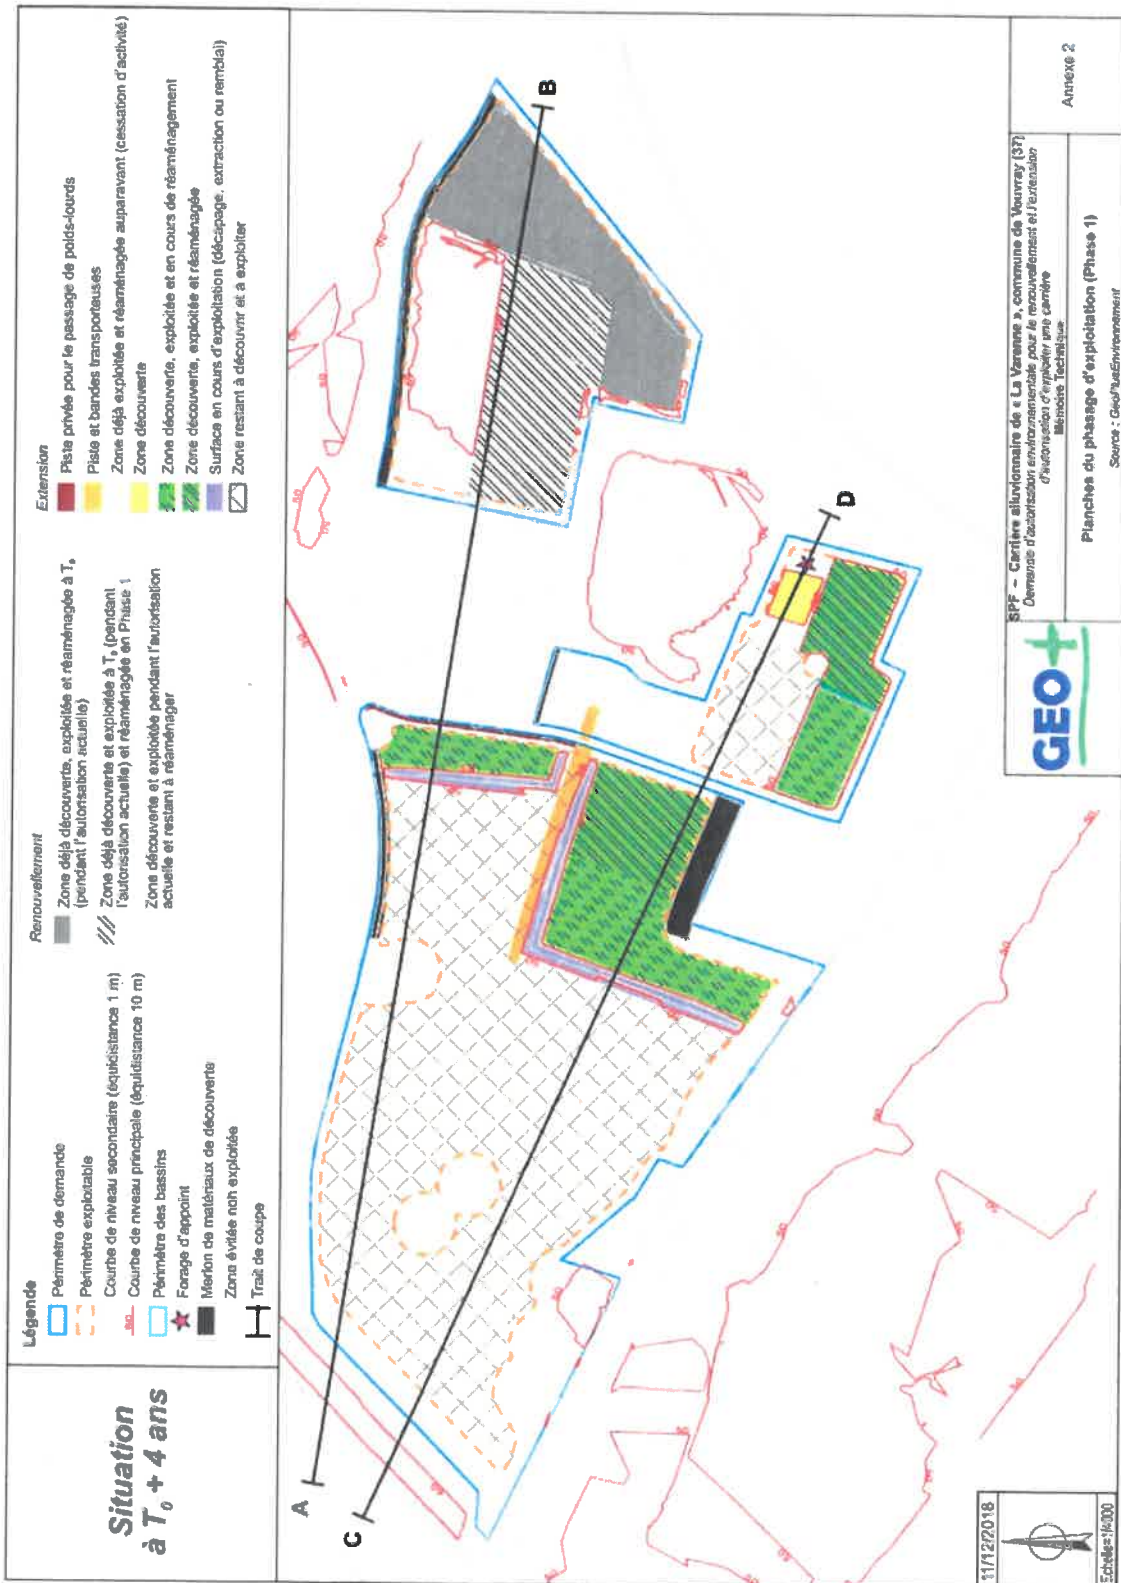 Situation
à T₀ + 4 ans
Légende
Périmètre de demande
Périmètre exploitable
Courbe de niveau secondaire (équidistance 1 m)
Courbe de niveau principale (équidistance 10 m)
Périmètre des bassins
Forage d'appoint
Merlon de matériaux de découverte
Zone évitée non exploitée
Trait de coupe
Renouvellement
Zone déjà découverte, exploitée et réaménagée à T₀
(pendant l'autorisation actuelle)
Zone déjà découverte et exploitée à T₀ (pendant
l'autorisation actuelle) et réaménagée en Phase 1
Zone découverte et exploitée pendant l'autorisation
actuelle et restant à réaménager
Extension
Piste privée pour le passage de poids-lourds
Piste et bandes transporteuses
Zone déjà exploitée et réaménagée auparavant (cessation d'activité)
Zone découverte
Zone découverte, exploitée et en cours de réaménagement
Zone découverte, exploitée et réaménagée
Surface en cours d'exploitation (décapage, extraction ou remblai)
Zone restant à découvrir et à exploiter
A
B
C
D
11/12/2018
Echelle=1/4000
GEO+
SPF - Carrière alluvionnaire de « La Varenne », commune de Vouvray (37)
Demande d'autorisation environnementale pour le renouvellement et l'extension
d'autorisation d'exploiter une carrière
Mémoire Technique
Planches du phasage d'exploitation (Phase 1)
Source : GéoPlusEnvironnement
Annexe 2